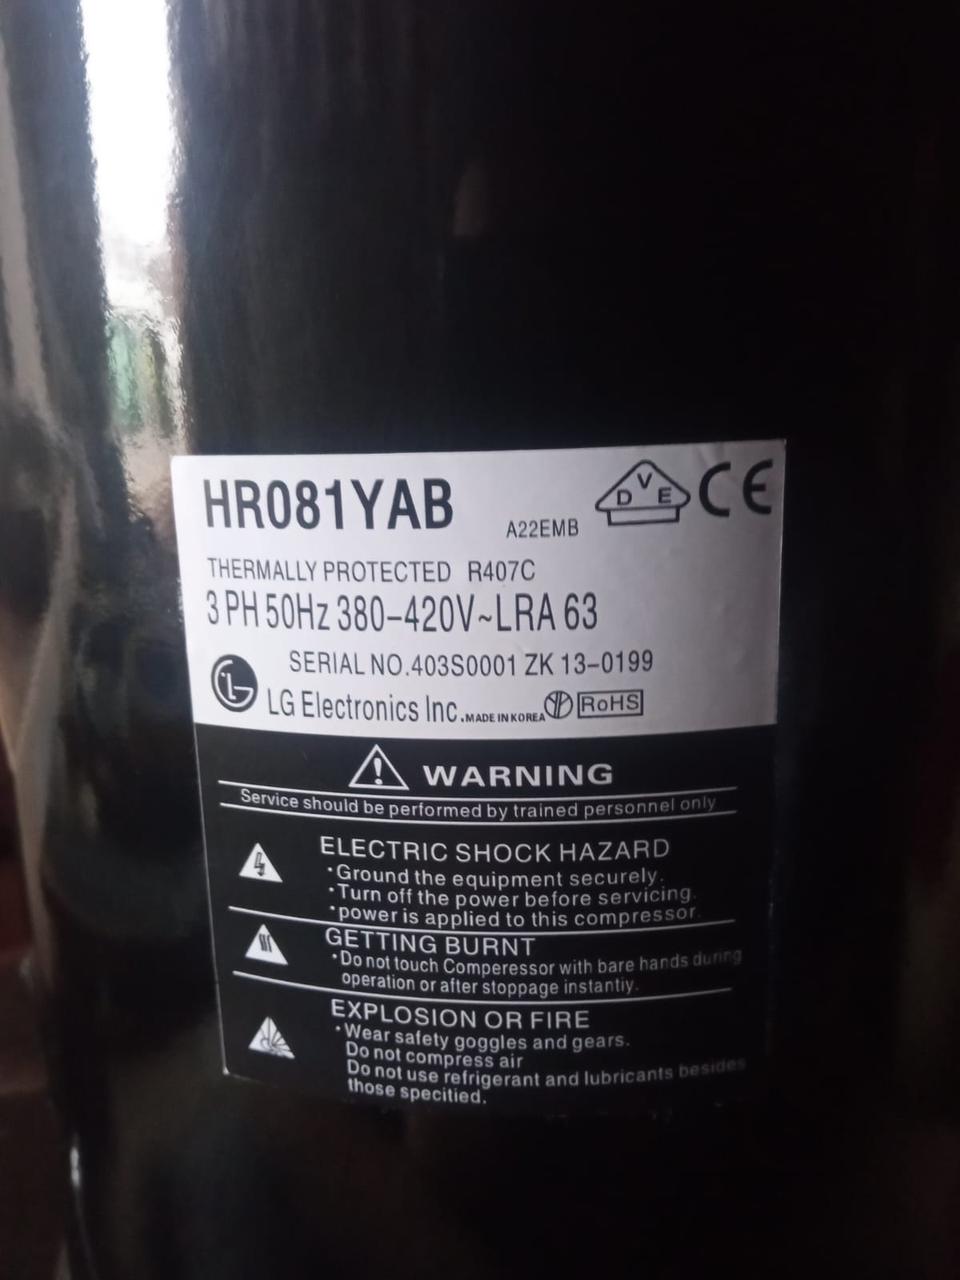 HR081YAB
A22EMB
DVE
CE
THERMALLY PROTECTED R407C
3 PH 50Hz 380-420V~LRA 63
SERIAL NO.403S0001 ZK 13-0199
LG Electronics Inc. MADE IN KOREA RoHS
WARNING
Service should be performed by trained personnel only
ELECTRIC SHOCK HAZARD
·Ground the equipment securely.
·Turn off the power before servicing.
·power is applied to this compressor.
GETTING BURNT
·Do not touch Comperessor with bare hands during
operation or after stoppage instantiy.
EXPLOSION OR FIRE
·Wear safety goggles and gears.
Do not compress air
Do not use refrigerant and lubricants besides
those specitied.